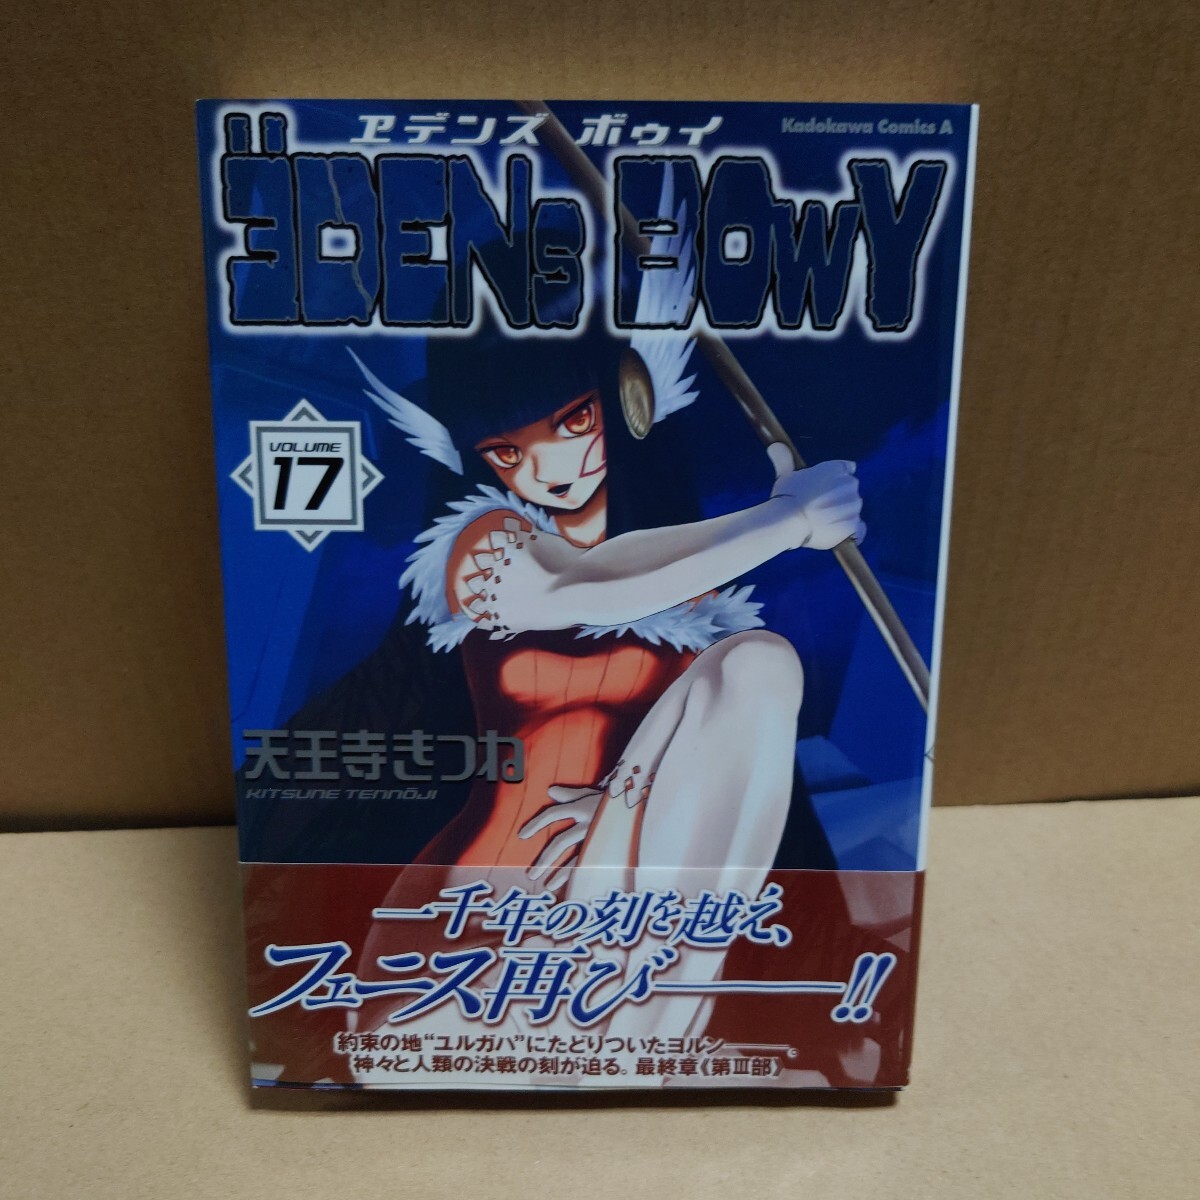 ヱデンズ ボゥイ
Kadokawa Comics A
ËDENs BOwY
VOLUME
17
天王寺きつね
KITSUNE TENNŌJI
一千年の刻を越え、
フェニス再び――!!
約束の地“ユルガハ”にたどりついたヨルン――。
神々と人類の決戦の刻が迫る。最終章《第Ⅲ部》